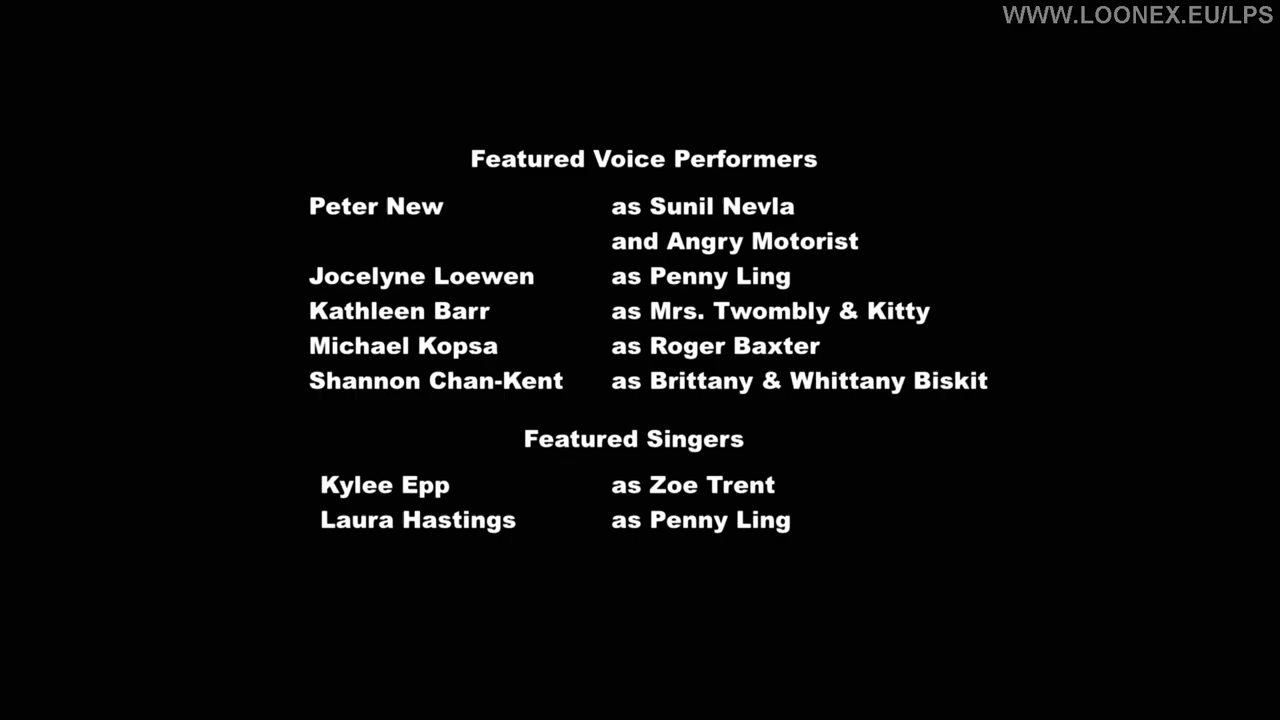 WWW.LOONEX.EU/LPS
Featured Voice Performers
Peter New as Sunil Nevla
and Angry Motorist
Jocelyne Loewen as Penny Ling
Kathleen Barr as Mrs. Twombly & Kitty
Michael Kopsa as Roger Baxter
Shannon Chan-Kent as Brittany & Whittany Biskit
Featured Singers
Kylee Epp as Zoe Trent
Laura Hastings as Penny Ling